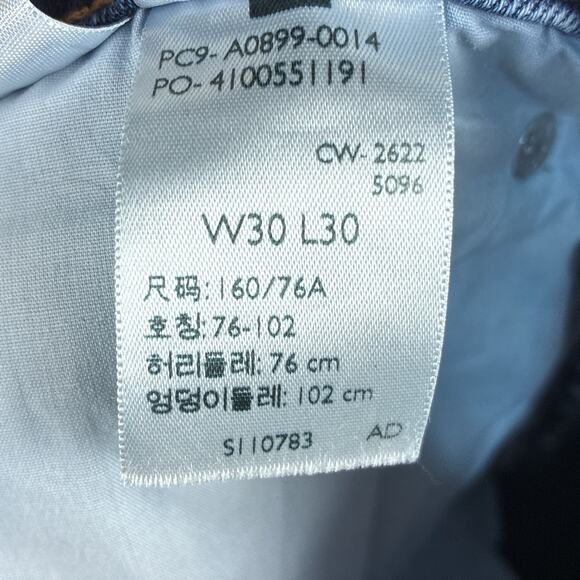 PC9- A0899-0014
PO- 4100551191
CW- 2622
5096
W30 L30
尺码: 160/76A
호칭: 76-102
허리둘레: 76 cm
엉덩이둘레: 102 cm
S110783 AD